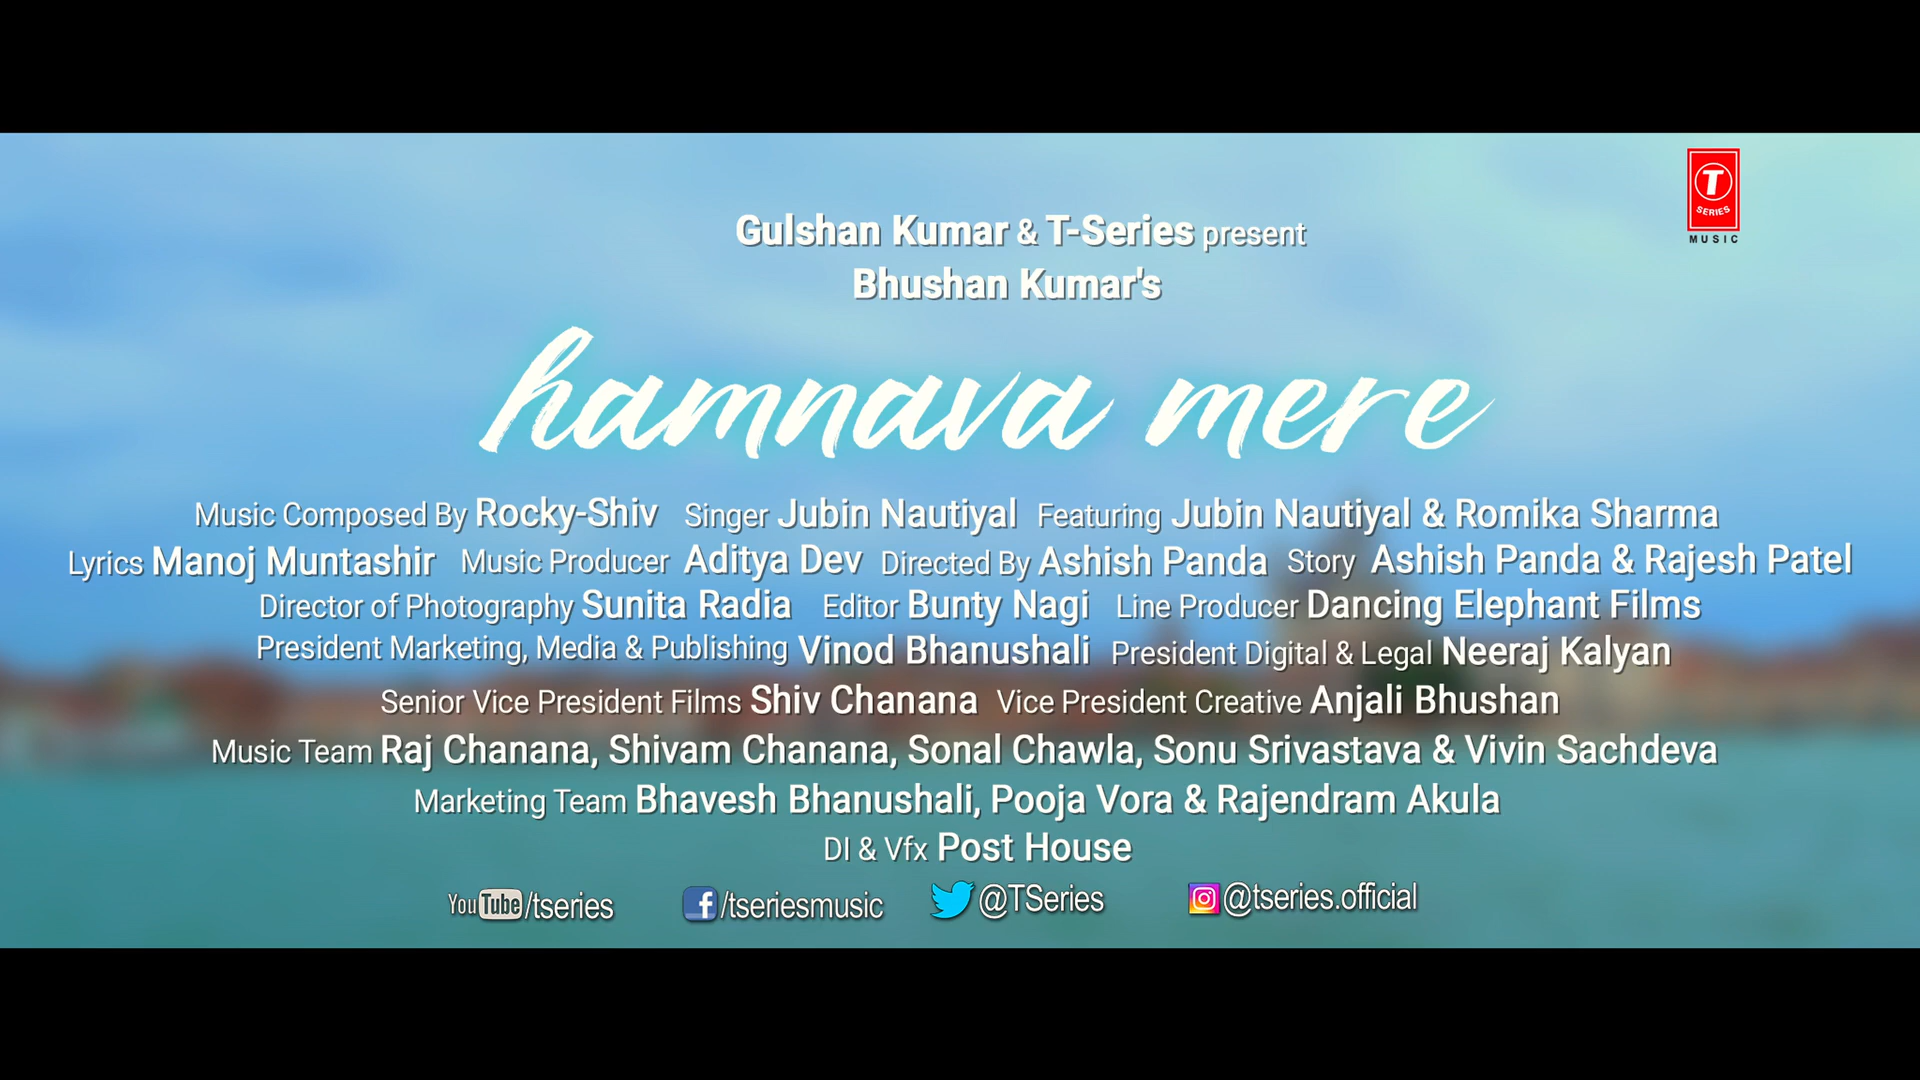 T
SERIES
MUSIC
Gulshan Kumar & T-Series present
Bhushan Kumar's
hamnava mere
Music Composed By Rocky-Shiv Singer Jubin Nautiyal Featuring Jubin Nautiyal & Romika Sharma
Lyrics Manoj Muntashir Music Producer Aditya Dev Directed By Ashish Panda Story Ashish Panda & Rajesh Patel
Director of Photography Sunita Radia Editor Bunty Nagi Line Producer Dancing Elephant Films
President Marketing, Media & Publishing Vinod Bhanushali President Digital & Legal Neeraj Kalyan
Senior Vice President Films Shiv Chanana Vice President Creative Anjali Bhushan
Music Team Raj Chanana, Shivam Chanana, Sonal Chawla, Sonu Srivastava & Vivin Sachdeva
Marketing Team Bhavesh Bhanushali, Pooja Vora & Rajendram Akula
DI & Vfx Post House
YouTube/tseries f/tseriesmusic @TSeries @tseries.official